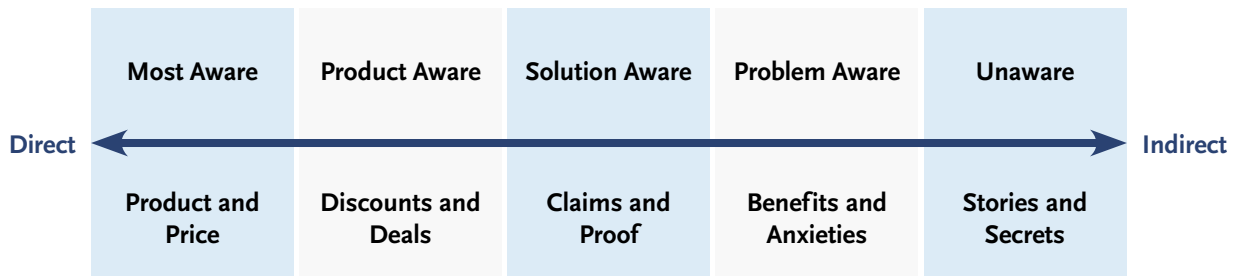 Most Aware
Product Aware
Solution Aware
Problem Aware
Unaware
Direct
Indirect
Product and
Price
Discounts and
Deals
Claims and
Proof
Benefits and
Anxieties
Stories and
Secrets